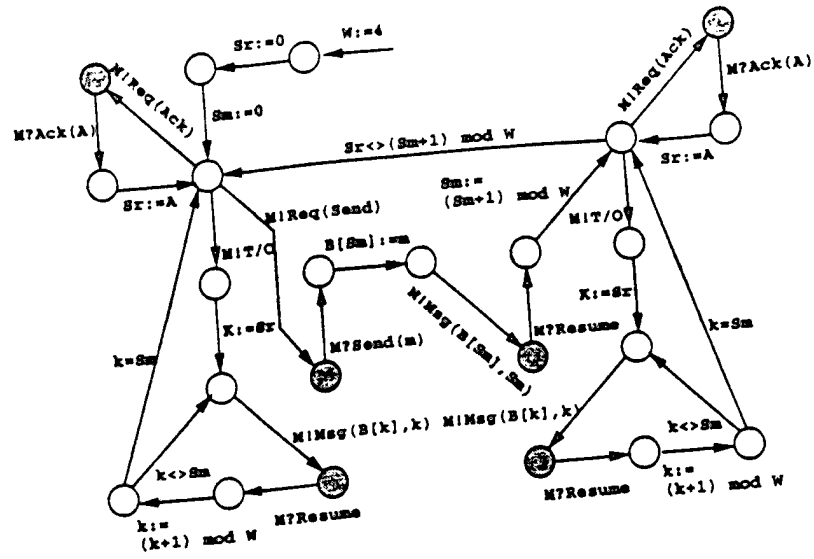 Sr:=0
W:=4
M!Req(Ack)
M?Ack(A)
Sm:=0
Sr:=A
M!Req(Ack)
M?Ack(A)
Sr:=A
Sr<>(Sm+1) mod W
Sm:=
(Sm+1) mod W
M!Req(Send)
M!T/O
B[Sm]:=m
M!T/O
K:=Sr
M?Send(m)
M!Msg(B[Sm],Sm)
M?Resume
K:=Sr
k=Sm
k=Sm
M!Msg(B[k],k)
M!Msg(B[k],k)
k<>Sm
k<>Sm
M?Resume
k:=
(k+1) mod W
M?Resume
k:=
(k+1) mod W